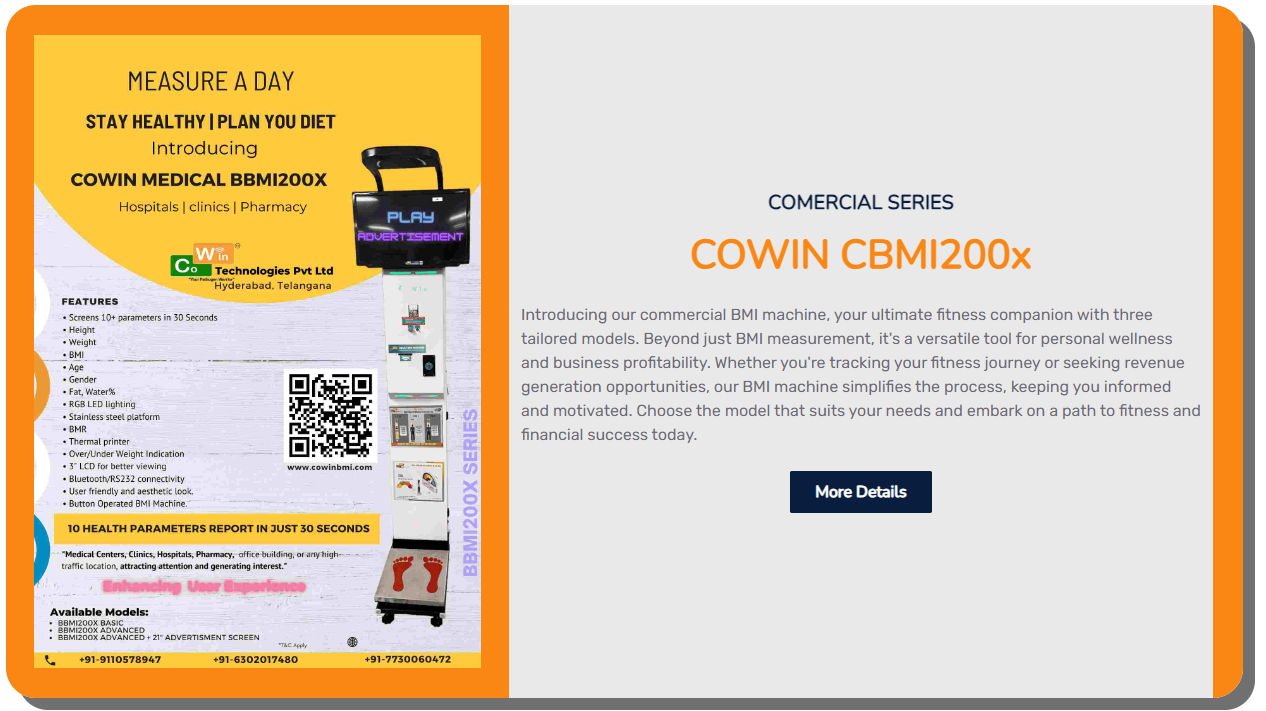 MEASURE A DAY
STAY HEALTHY | PLAN YOU DIET
Introducing
COWIN MEDICAL BBMI200X
Hospitals | clinics | Pharmacy
Co Win
Technologies Pvt Ltd
Hyderabad, Telangana
PLAY
ADVERTISEMENT
FEATURES
• Screens 10+ parameters in 30 Seconds
• Height
• Weight
• BMI
• Age
• Gender
• Fat, Water%
• RGB LED lighting
• Stainless steel platform
• BMR
• Thermal printer
• Over/Under Weight Indication
• 3" LCD for better viewing
• Bluetooth/RS232 connectivity
• User friendly and aesthetic look.
• Button Operated BMI Machine.
www.cowinbmi.com
BBMI200X SERIES
10 HEALTH PARAMETERS REPORT IN JUST 30 SECONDS
"Medical Centers, Clinics, Hospitals, Pharmacy, office building, or any high-
traffic location, attracting attention and generating interest."
Enhancing User Experience
Available Models:
• BBMI200X BASIC
• BBMI200X ADVANCED
• BBMI200X ADVANCED + 21" ADVERTISMENT SCREEN
*T&C Apply
+91-9110578947 +91-6302017480 +91-7730060472
COMERCIAL SERIES
COWIN CBMI200x
Introducing our commercial BMI machine, your ultimate fitness companion with three
tailored models. Beyond just BMI measurement, it's a versatile tool for personal wellness
and business profitability. Whether you're tracking your fitness journey or seeking revenue
generation opportunities, our BMI machine simplifies the process, keeping you informed
and motivated. Choose the model that suits your needs and embark on a path to fitness and
financial success today.
More Details